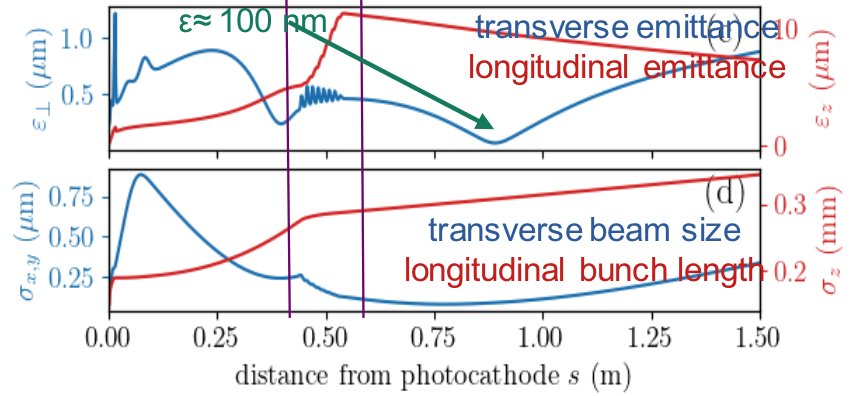 ε≈ 100 nm
transverse emittance
(c)
longitudinal emittance
1.0
0.5
ε⊥ (μm)
10
0
εz (μm)
(d)
transverse beam size
longitudinal bunch length
0.75
0.50
0.25
σx,y (μm)
0.3
0.2
σz (mm)
0.00 0.25 0.50 0.75 1.00 1.25 1.50
distance from photocathode s (m)